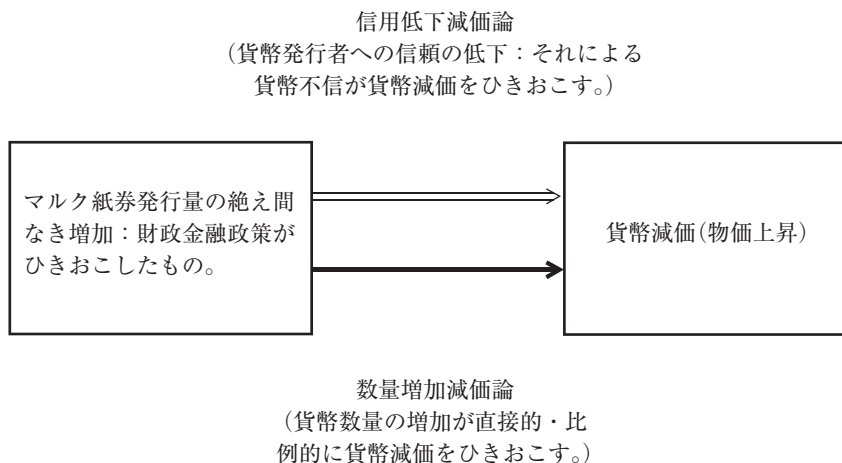 信用低下減価論
（貨幣発行者への信頼の低下：それによる
貨幣不信が貨幣減価をひきおこす。）
マルク紙券発行量の絶え間
なき増加：財政金融政策が
ひきおこしたもの。
貨幣減価（物価上昇）
数量増加減価論
（貨幣数量の増加が直接的・比
例的に貨幣減価をひきおこす。）